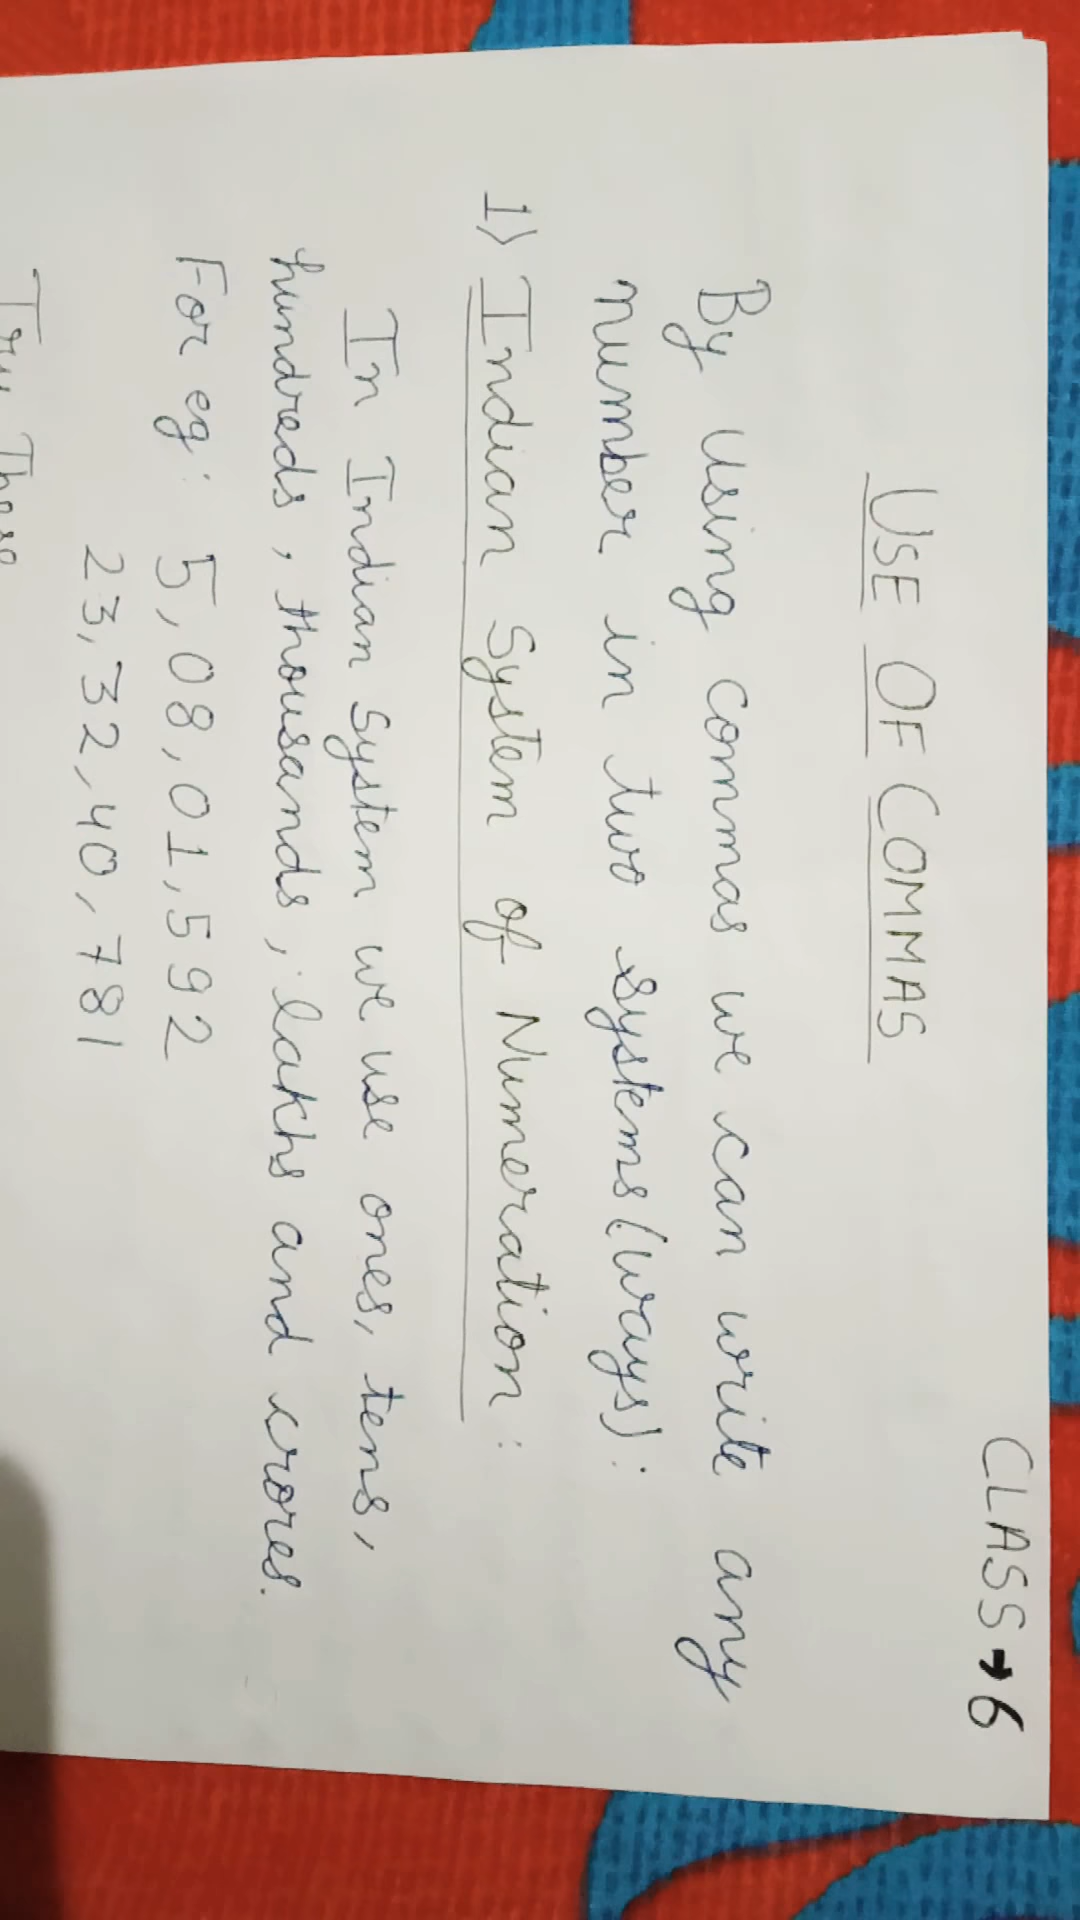 CLASS → 6
USE OF COMMAS
By using commas we can write any
number in two systems (ways):
1) Indian System of Numeration:
In Indian System we use ones, tens,
hundreds, thousands, lakhs and crores.
For eg: 5,08,01,592
23,32,40,781
Try These